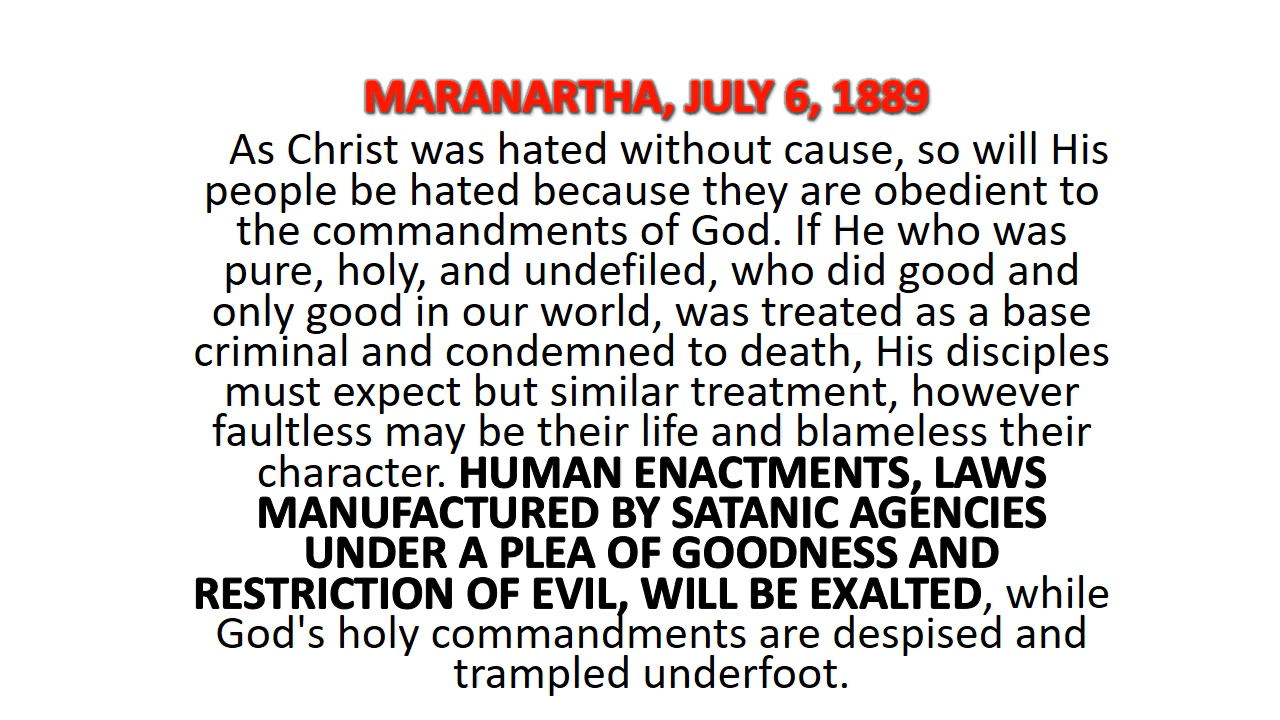 MARANARTHA, JULY 6, 1889
As Christ was hated without cause, so will His
people be hated because they are obedient to
the commandments of God. If He who was
pure, holy, and undefiled, who did good and
only good in our world, was treated as a base
criminal and condemned to death, His disciples
must expect but similar treatment, however
faultless may be their life and blameless their
character. HUMAN ENACTMENTS, LAWS
MANUFACTURED BY SATANIC AGENCIES
UNDER A PLEA OF GOODNESS AND
RESTRICTION OF EVIL, WILL BE EXALTED, while
God's holy commandments are despised and
trampled underfoot.